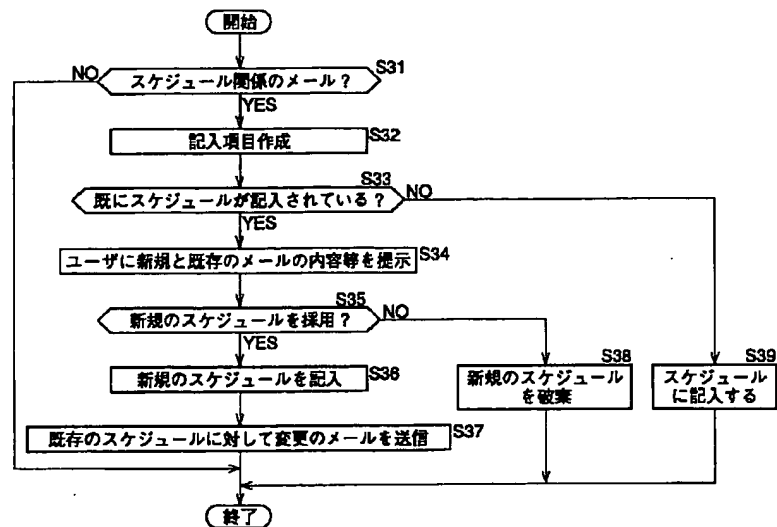 開始
NO
スケジュール関係のメール?
S31
YES
記入項目作成
S32
S33
既にスケジュールが記入されている?
NO
YES
ユーザに新規と既存のメールの内容等を提示
S34
S35
新規のスケジュールを採用?
NO
YES
新規のスケジュールを記入
S36
S38
新規のスケジュール
を破棄
S39
スケジュール
に記入する
既存のスケジュールに対して変更のメールを送信
S37
終了